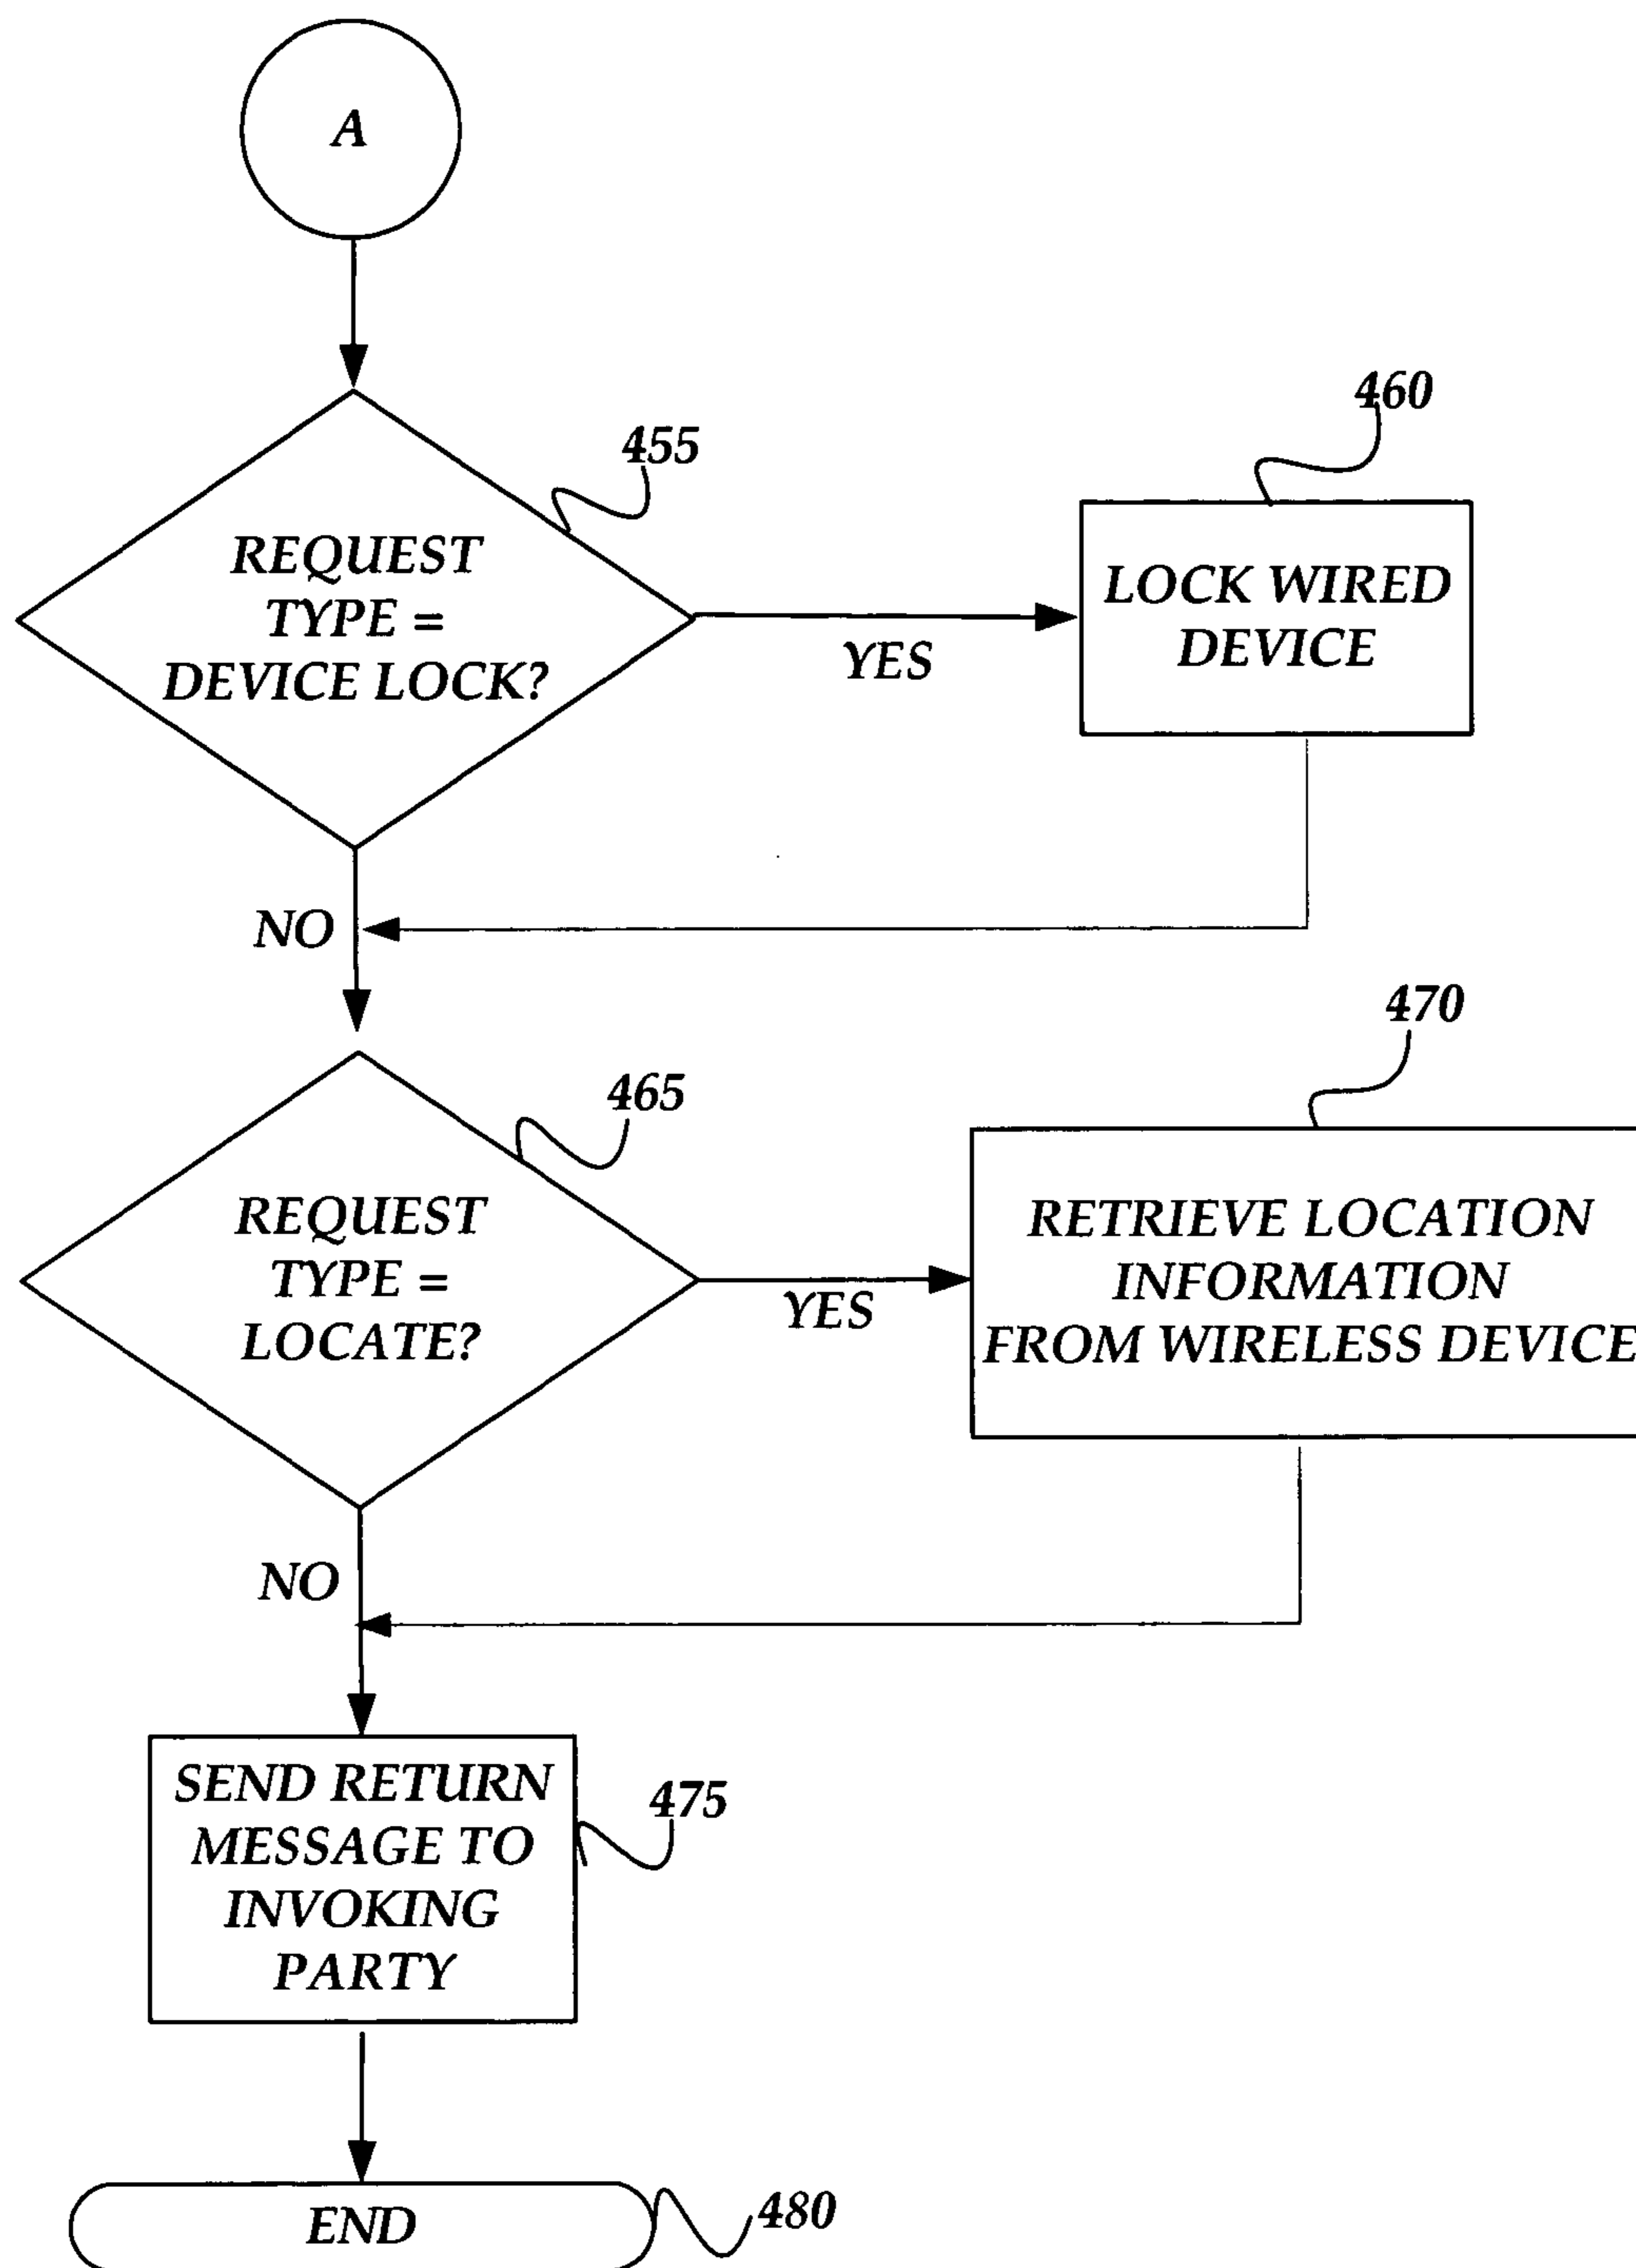 A
455
REQUEST
TYPE =
DEVICE LOCK?
YES
460
LOCK WIRED
DEVICE
NO
465
REQUEST
TYPE =
LOCATE?
YES
470
RETRIEVE LOCATION
INFORMATION
FROM WIRELESS DEVICE
NO
SEND RETURN
MESSAGE TO
INVOKING
PARTY
475
END
480